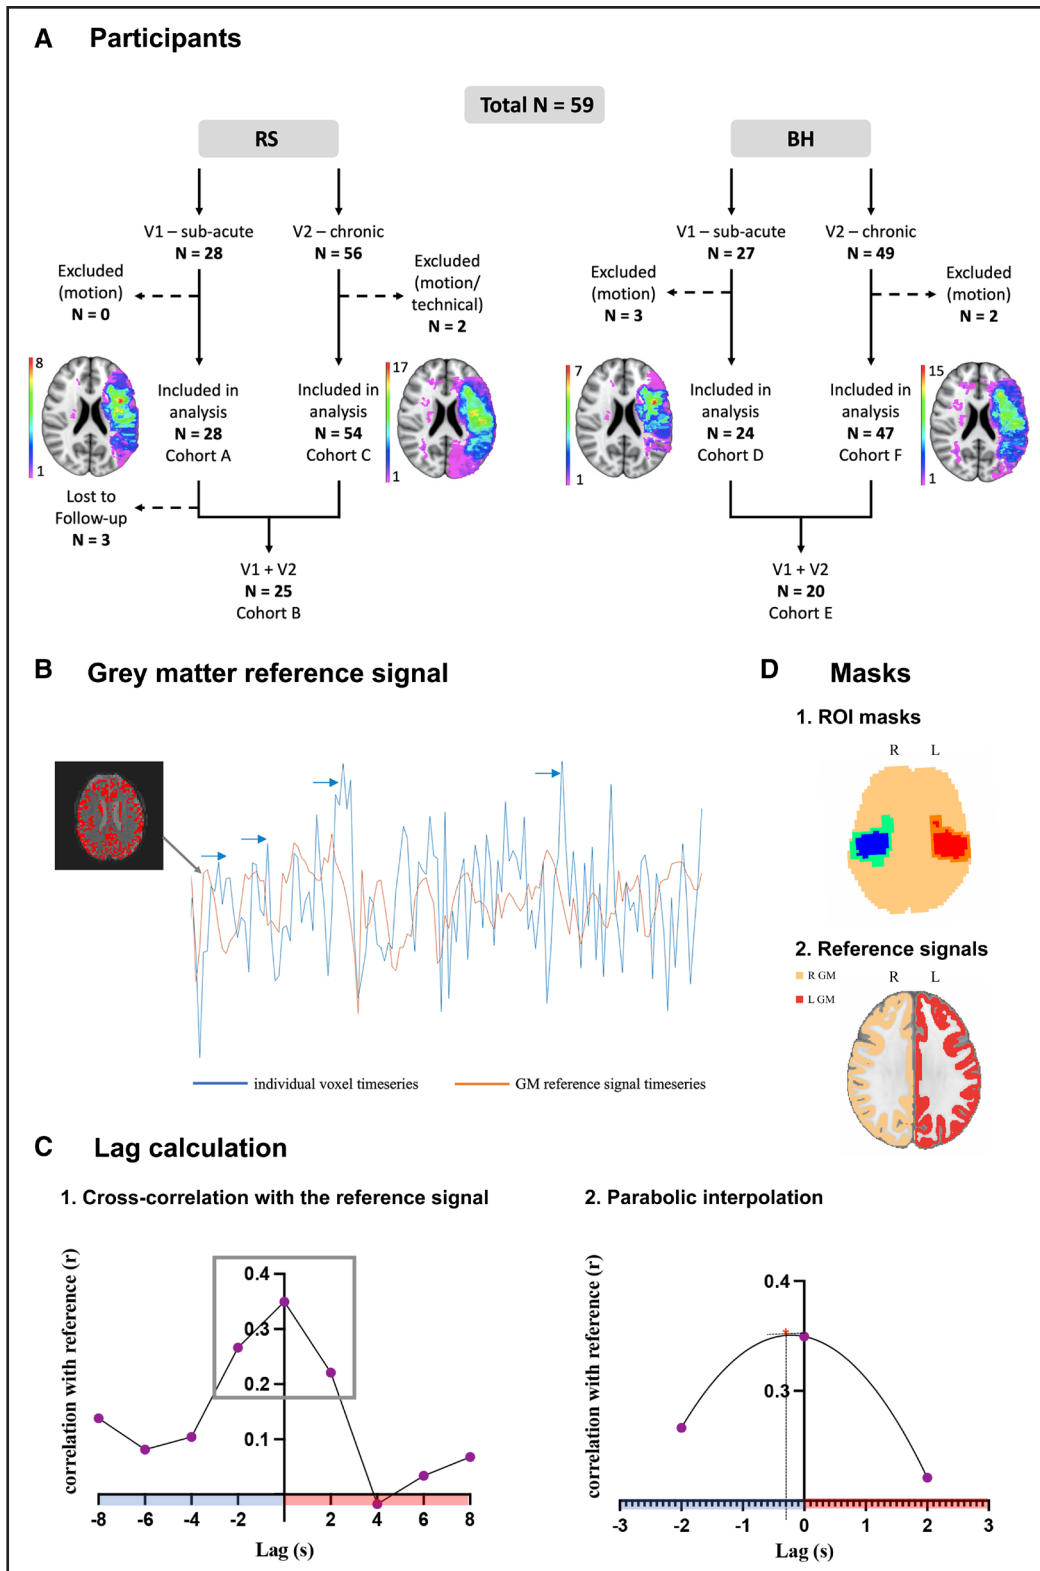 A Participants
Total N = 59
RS
BH
V1 – sub-acute
N = 28
V2 – chronic
N = 56
Excluded
(motion)
N = 0
Excluded
(motion/
technical)
N = 2
8
1
Included in
analysis
N = 28
Cohort A
Included in
analysis
N = 54
Cohort C
17
1
Lost to
Follow-up
N = 3
V1 + V2
N = 25
Cohort B
V1 – sub-acute
N = 27
V2 – chronic
N = 49
Excluded
(motion)
N = 3
Excluded
(motion)
N = 2
7
1
Included in
analysis
N = 24
Cohort D
Included in
analysis
N = 47
Cohort F
15
1
V1 + V2
N = 20
Cohort E
B Grey matter reference signal
individual voxel timeseries
GM reference signal timeseries
D Masks
1. ROI masks
R L
2. Reference signals
R GM
L GM
R L
C Lag calculation
1. Cross-correlation with the reference signal
correlation with reference (r)
0.4
0.3
0.2
0.1
-8 -6 -4 -2 0 2 4 6 8
Lag (s)
2. Parabolic interpolation
correlation with reference (r)
0.4
0.3
-3 -2 -1 0 1 2 3
Lag (s)